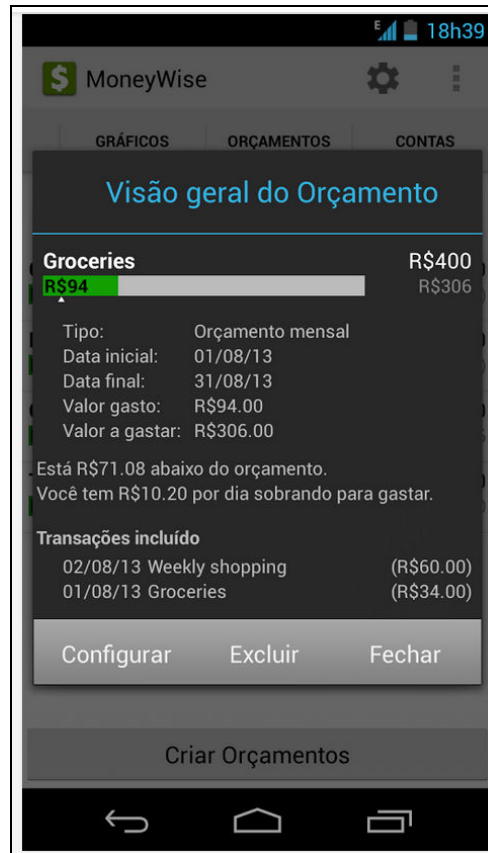 E 18h39
MoneyWise
GRÁFICOS ORÇAMENTOS CONTAS
Visão geral do Orçamento
Groceries R$400
R$94 R$306
Tipo: Orçamento mensal
Data inicial: 01/08/13
Data final: 31/08/13
Valor gasto: R$94.00
Valor a gastar: R$306.00
Está R$71.08 abaixo do orçamento.
Você tem R$10.20 por dia sobrando para gastar.
Transações incluído
02/08/13 Weekly shopping (R$60.00)
01/08/13 Groceries (R$34.00)
Configurar Excluir Fechar
Criar Orçamentos